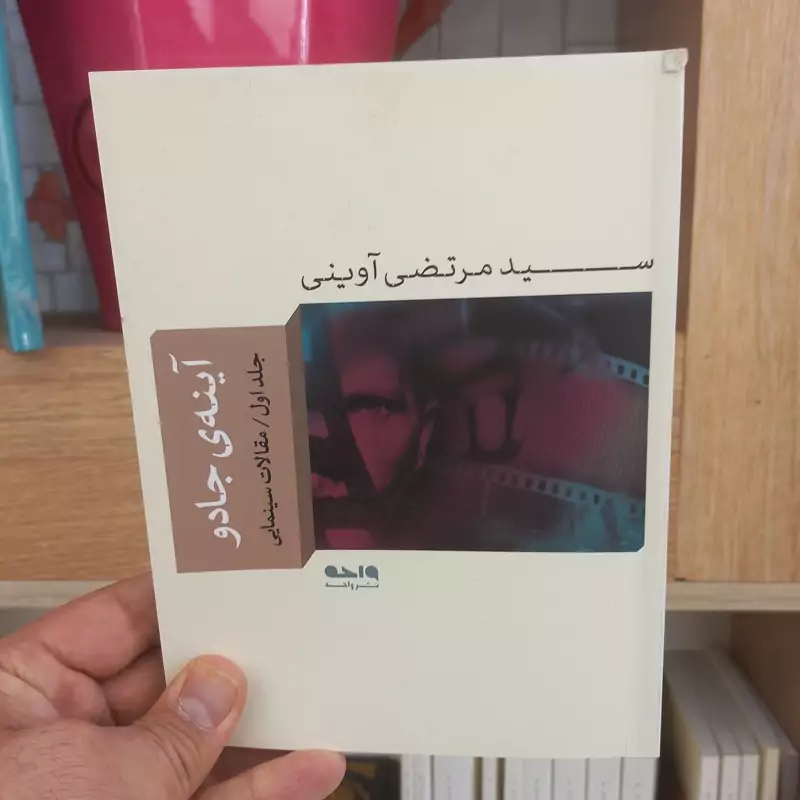 سید مرتضی آوینی
آینه‌ی جادو
جلد اول / مقالات سینمایی
واحه
نشر واحه